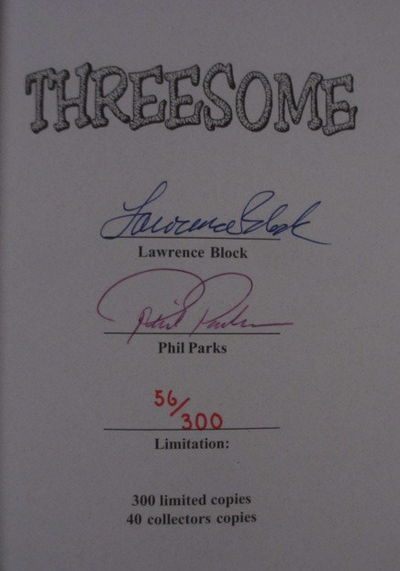 THREESOME
Lawrence Block
Lawrence Block
Phil Parks
Phil Parks
56/300
Limitation:
300 limited copies
40 collectors copies